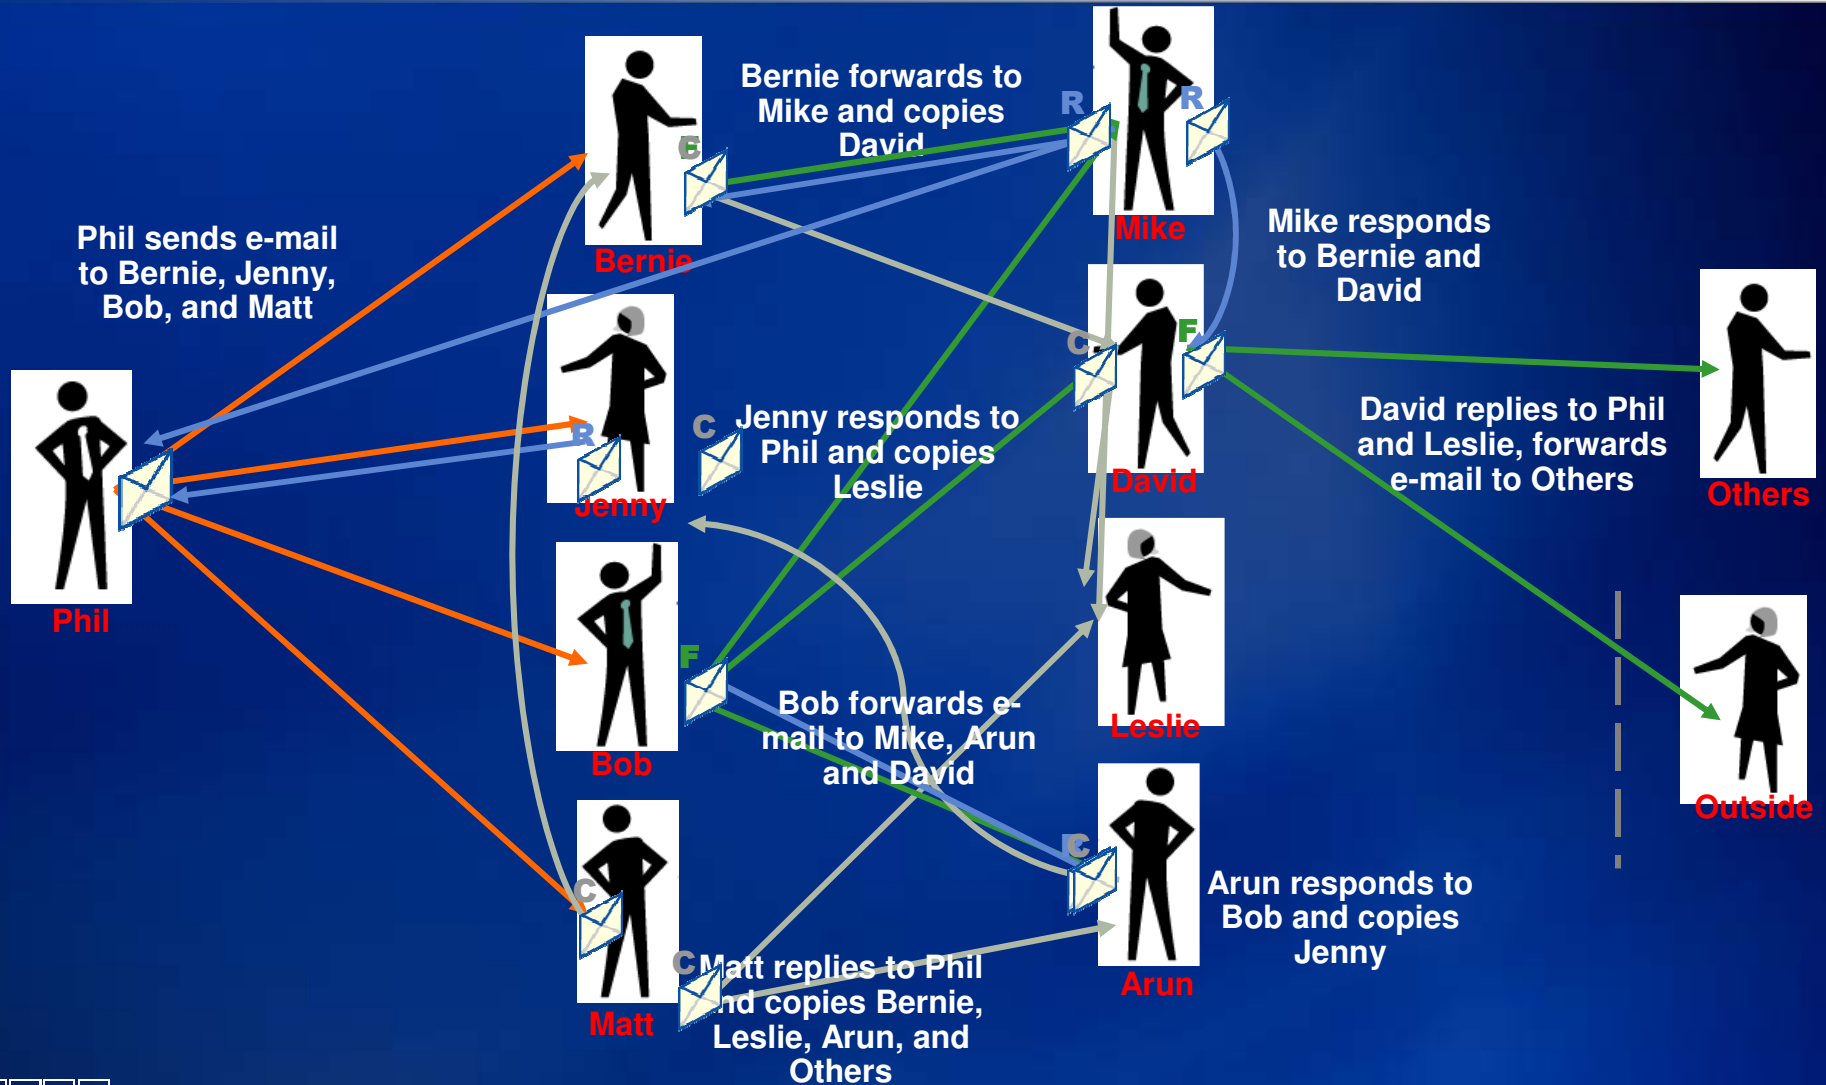 Bernie forwards to
Mike and copies
David
R
R
C
Mike
Bernie
Phil sends e-mail
to Bernie, Jenny,
Bob, and Matt
Mike responds
to Bernie and
David
C
F
R
C
Jenny responds to
Phil and copies
Leslie
David replies to Phil
and Leslie, forwards
e-mail to Others
David
Others
Jenny
Phil
F
Bob forwards e-
mail to Mike, Arun
and David
Leslie
Bob
Outside
C
C
Arun responds to
Bob and copies
Jenny
C
Matt replies to Phil
and copies Bernie,
Leslie, Arun, and
Others
Arun
Matt